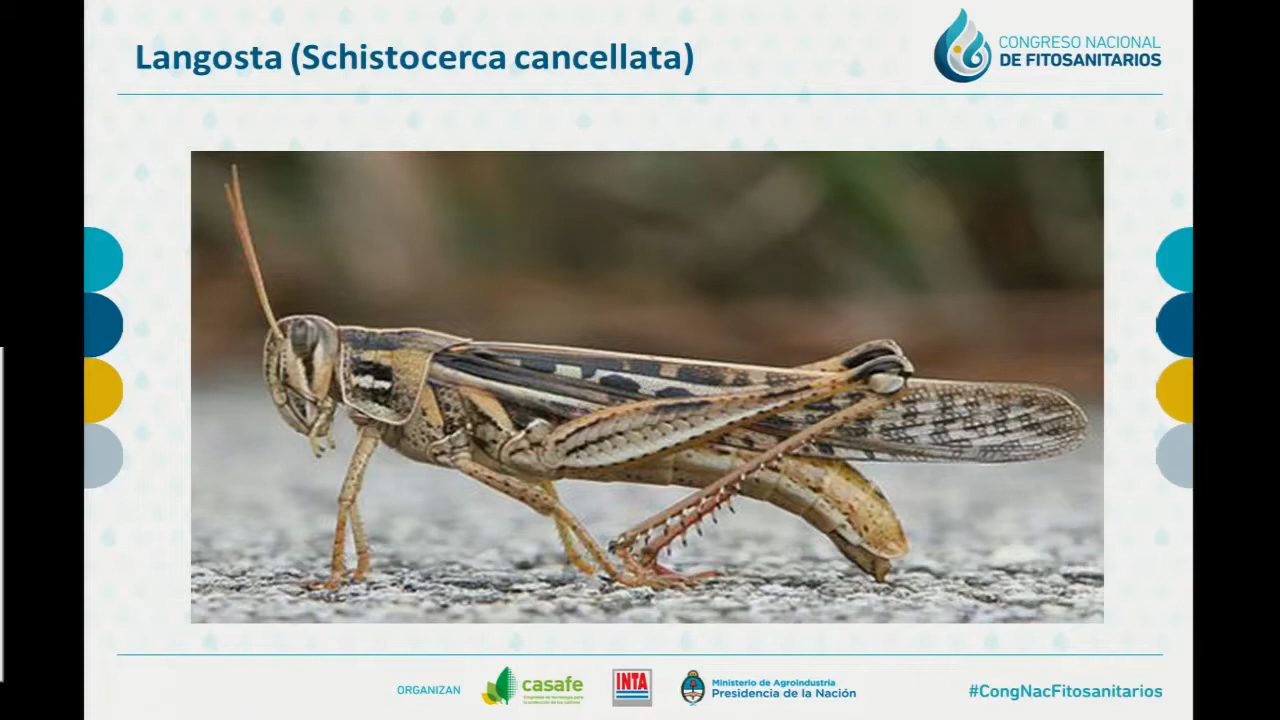 Langosta (Schistocerca cancellata)
CONGRESO NACIONAL
DE FITOSANITARIOS
ORGANIZAN
casafe
INTA
Ministerio de Agroindustria
Presidencia de la Nación
#CongNacFitosanitarios